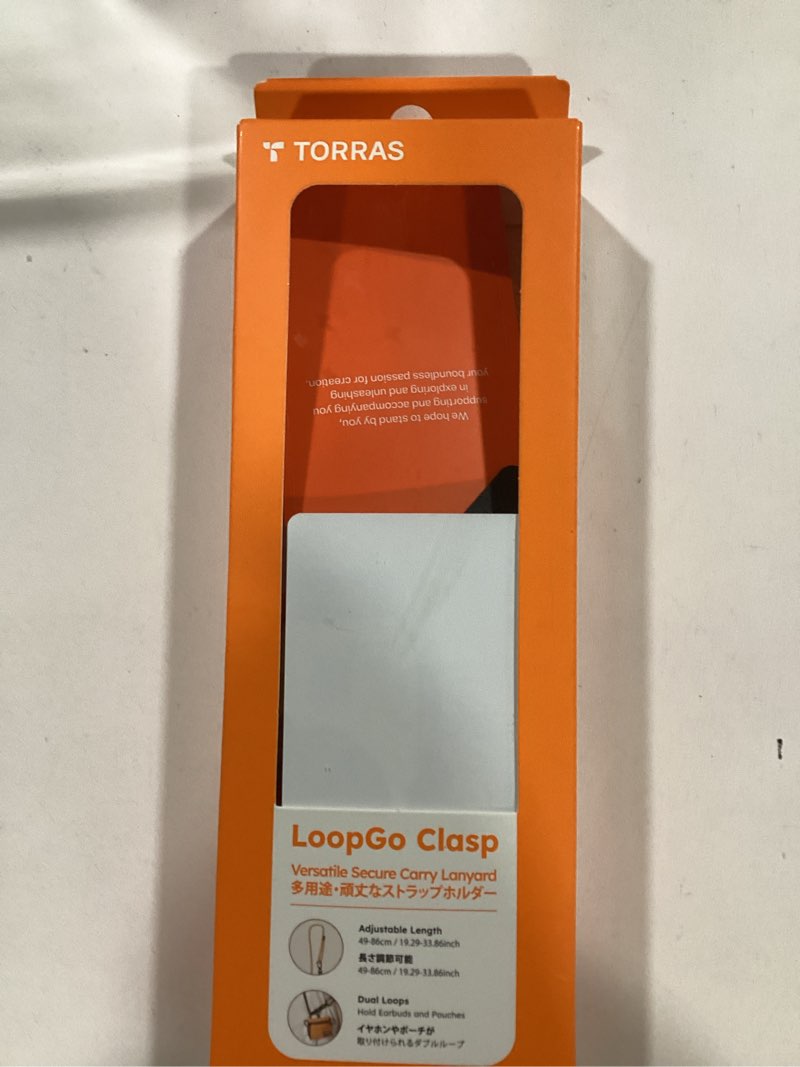 TORRAS
We hope to stand by you,
supporting and accompanying you
in exploring and unleashing
your boundless passion for creation.
LoopGo Clasp
Versatile Secure Carry Lanyard
多用途・頑丈なストラップホルダー
Adjustable Length
49-86cm / 19.29-33.86inch
長さ調節可能
49-86cm / 19.29-33.86inch
Dual Loops
Hold Earbuds and Pouches
イヤホンやポーチが
取り付けられるダブルループ